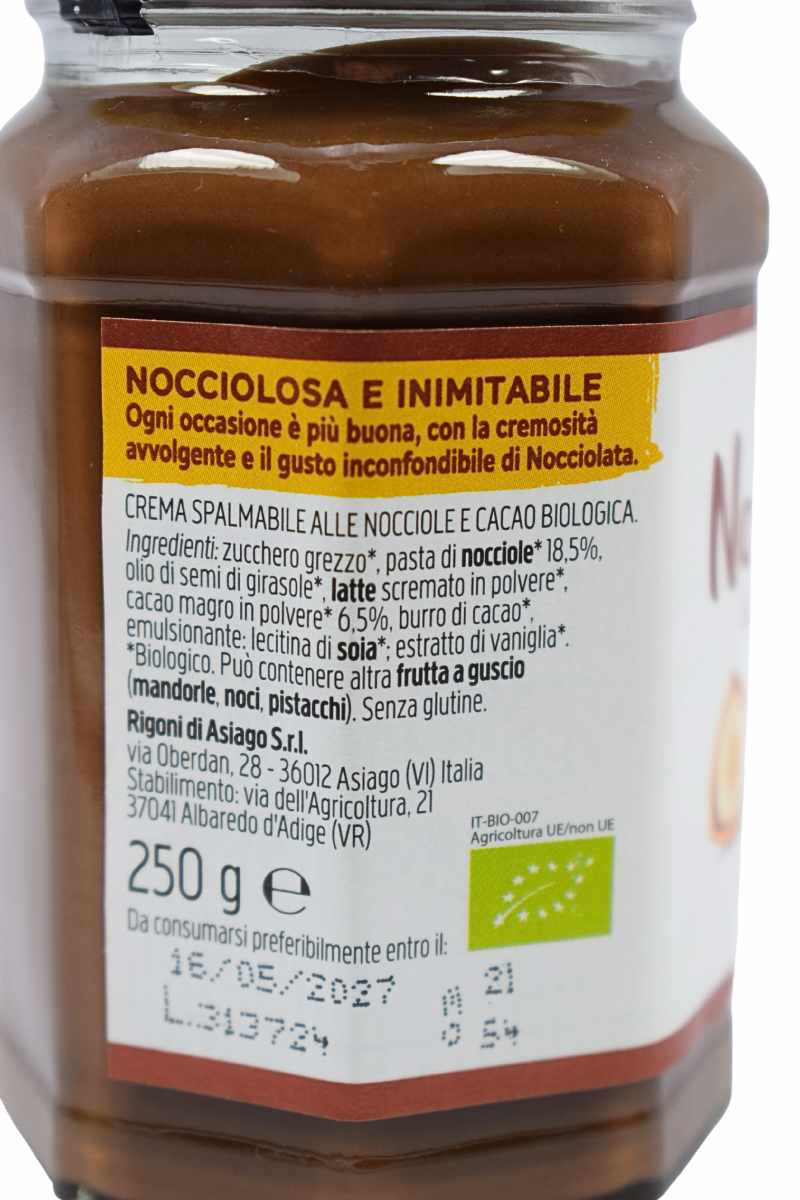 NOCCIOLOSA E INIMITABILE
Ogni occasione è più buona, con la cremosità
avvolgente e il gusto inconfondibile di Nocciolata.
CREMA SPALMABILE ALLE NOCCIOLE E CACAO BIOLOGICA.
Ingredienti: zucchero grezzo*, pasta di nocciole* 18,5%,
olio di semi di girasole*, latte scremato in polvere*,
cacao magro in polvere* 6,5%, burro di cacao*,
emulsionante: lecitina di soia*; estratto di vaniglia*.
*Biologico. Può contenere altra frutta a guscio
(mandorle, noci, pistacchi). Senza glutine.
Rigoni di Asiago S.r.l.
via Oberdan, 28 - 36012 Asiago (VI) Italia
Stabilimento: via dell'Agricoltura, 21
37041 Albaredo d'Adige (VR)
IT-BIO-007
Agricoltura UE/non UE
250 g ℮
Da consumarsi preferibilmente entro il:
16/05/2027
21
L.313724
54